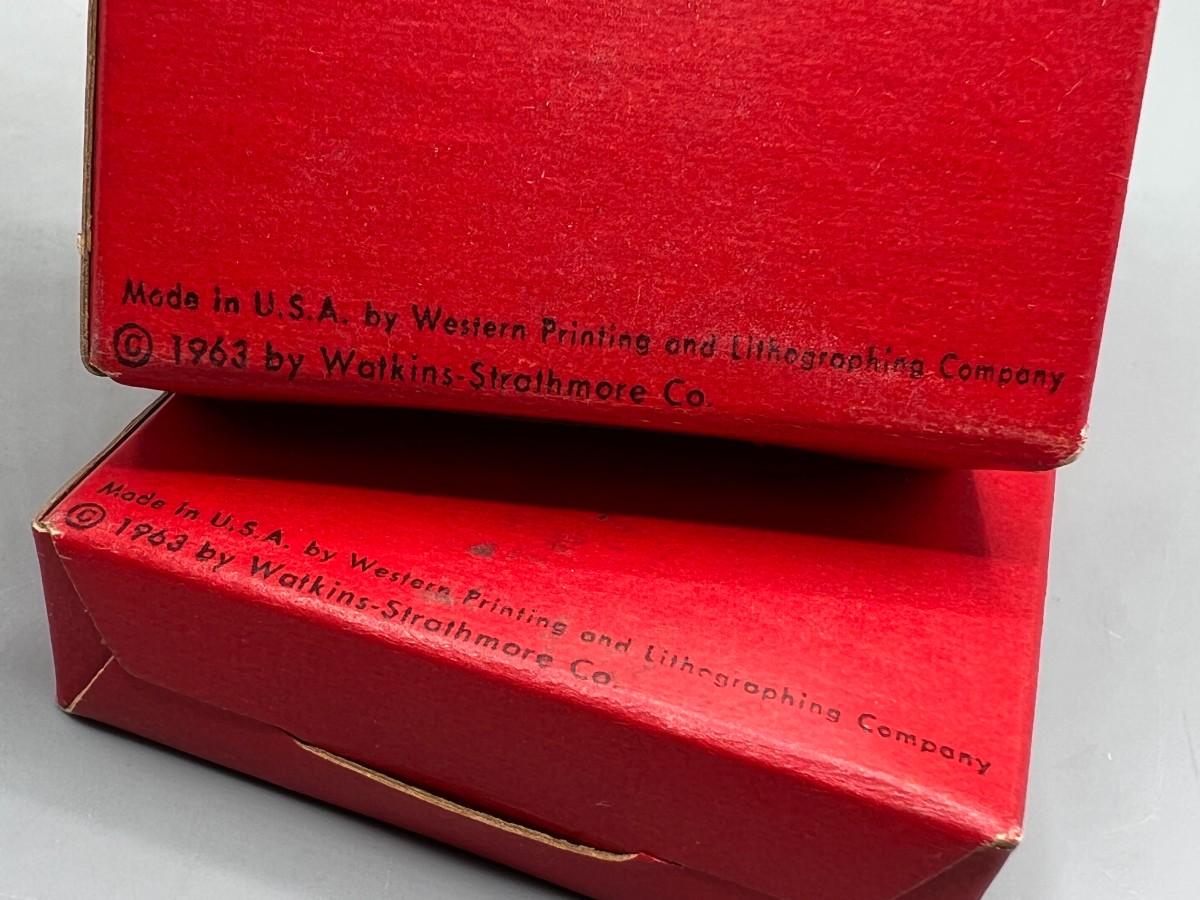 Made in U.S.A. by Western Printing and Lithographing Company
© 1963 by Watkins-Strathmore Co.
Made in U.S.A. by Western Printing and Lithographing Company
© 1963 by Watkins-Strathmore Co.